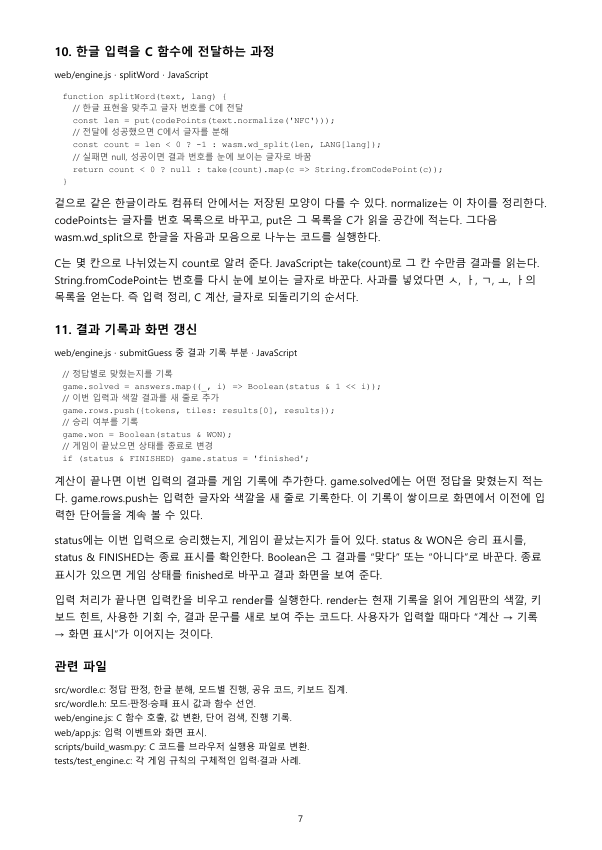 10. 한글 입력을 C 함수에 전달하는 과정
web/engine.js · splitWord · JavaScript
function splitWord(text, lang) {
// 한글 표현을 맞추고 글자 번호를 C에 전달
const len = put(codePoints(text.normalize('NFC')));
// 전달에 성공했으면 C에서 글자를 분해
const count = len < 0 ? -1 : wasm.wd_split(len, LANG[lang]);
// 실패면 null, 성공이면 결과 번호를 눈에 보이는 글자로 바꿈
return count < 0 ? null : take(count).map(c => String.fromCodePoint(c));
}
겉으로 같은 한글이라도 컴퓨터 안에서는 저장된 모양이 다를 수 있다. normalize는 이 차이를 정리한다.
codePoints는 글자를 번호 목록으로 바꾸고, put은 그 목록을 C가 읽을 공간에 적는다. 그다음
wasm.wd_split으로 한글을 자음과 모음으로 나누는 코드를 실행한다.
C는 몇 칸으로 나뉘었는지 count로 알려 준다. JavaScript는 take(count)로 그 칸 수만큼 결과를 읽는다.
String.fromCodePoint는 번호를 다시 눈에 보이는 글자로 바꾼다. 사과를 넣었다면 ㅅ, ㅏ, ㄱ, ㅗ, ㅏ의
목록을 얻는다. 즉 입력 정리, C 계산, 글자로 되돌리기의 순서다.
11. 결과 기록과 화면 갱신
web/engine.js · submitGuess 중 결과 기록 부분 · JavaScript
// 정답별로 맞혔는지를 기록
game.solved = answers.map((_, i) => Boolean(status & 1 << i));
// 이번 입력과 색깔 결과를 새 줄로 추가
game.rows.push({tokens, tiles: results[0], results});
// 승리 여부를 기록
game.won = Boolean(status & WON);
// 게임이 끝났으면 상태를 종료로 변경
if (status & FINISHED) game.status = 'finished';
계산이 끝나면 이번 입력의 결과를 게임 기록에 추가한다. game.solved에는 어떤 정답을 맞혔는지 적는
다. game.rows.push는 입력한 글자와 색깔을 새 줄로 기록한다. 이 기록이 쌓이므로 화면에서 이전에 입
력한 단어들을 계속 볼 수 있다.
status에는 이번 입력으로 승리했는지, 게임이 끝났는지가 들어 있다. status & WON은 승리 표시를,
status & FINISHED는 종료 표시를 확인한다. Boolean은 그 결과를 “맞다” 또는 “아니다”로 바꾼다. 종료
표시가 있으면 게임 상태를 finished로 바꾸고 결과 화면을 보여 준다.
입력 처리가 끝나면 입력칸을 비우고 render를 실행한다. render는 현재 기록을 읽어 게임판의 색깔, 키
보드 힌트, 사용한 기회 수, 결과 문구를 새로 보여 주는 코드다. 사용자가 입력할 때마다 “계산 → 기록
→ 화면 표시”가 이어지는 것이다.
관련 파일
src/wordle.c: 정답 판정, 한글 분해, 모드별 진행, 공유 코드, 키보드 집계.
src/wordle.h: 모드·판정·승패 표시 값과 함수 선언.
web/engine.js: C 함수 호출, 값 변환, 단어 검색, 진행 기록.
web/app.js: 입력 이벤트와 화면 표시.
scripts/build_wasm.py: C 코드를 브라우저 실행용 파일로 변환.
tests/test_engine.c: 각 게임 규칙의 구체적인 입력·결과 사례.
7